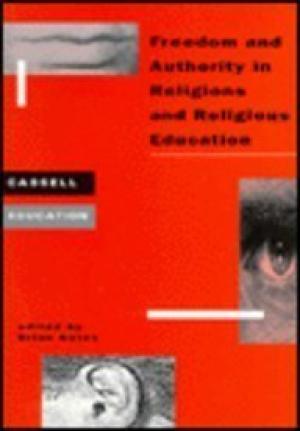 Freedom and
Authority in
Religions
and Religious
Education
CASSELL
EDUCATION
edited by
Brian Gates